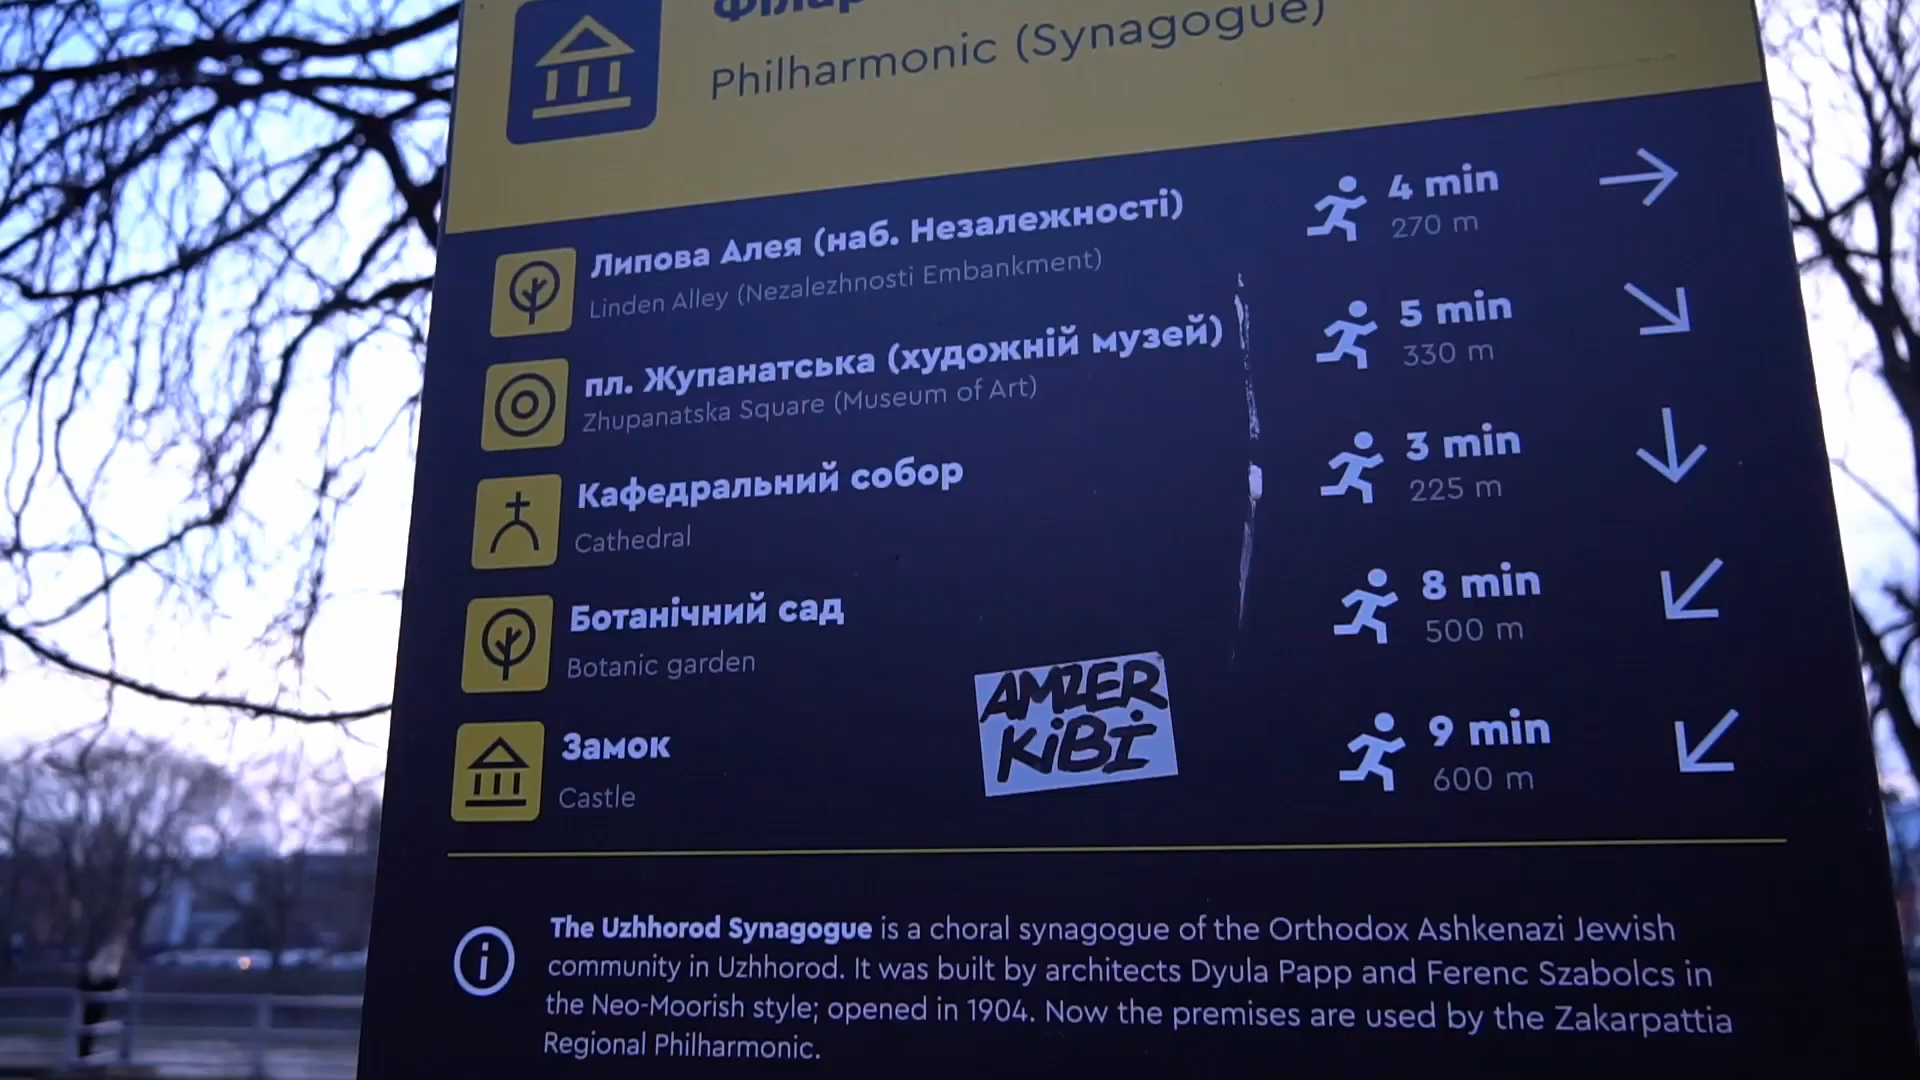 Philharmonic (Synagogue)
Липова Алея (наб. Незалежності)
Linden Alley (Nezalezhnosti Embankment)
4 min
270 m
пл. Жупанатська (художній музей)
Zhupanatska Square (Museum of Art)
5 min
330 m
Кафедральний собор
Cathedral
3 min
225 m
Ботанічний сад
Botanic garden
8 min
500 m
Замок
Castle
9 min
600 m
AMZER
KiBI
The Uzhhorod Synagogue is a choral synagogue of the Orthodox Ashkenazi Jewish
community in Uzhhorod. It was built by architects Dyula Papp and Ferenc Szabolcs in
the Neo-Moorish style; opened in 1904. Now the premises are used by the Zakarpattia
Regional Philharmonic.